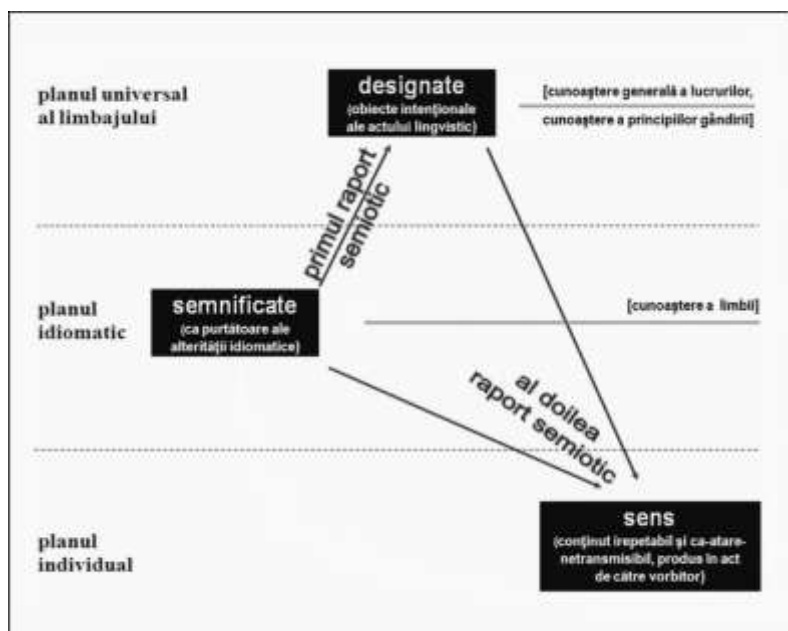 planul universal
al limbajului
designate
(obiecte intenționale
ale actului lingvistic)
[cunoaștere generală a lucrurilor,
cunoaștere a principiilor gândirii]
primul raport
semiotic
planul
idiomatic
semnificate
(ca purtătoare ale
alterității idiomatice)
[cunoaștere a limbii]
al doilea
raport semiotic
planul
individual
sens
(conținut irepetabil și ca-atare-
netransmisibil, produs în act
de către vorbitor)